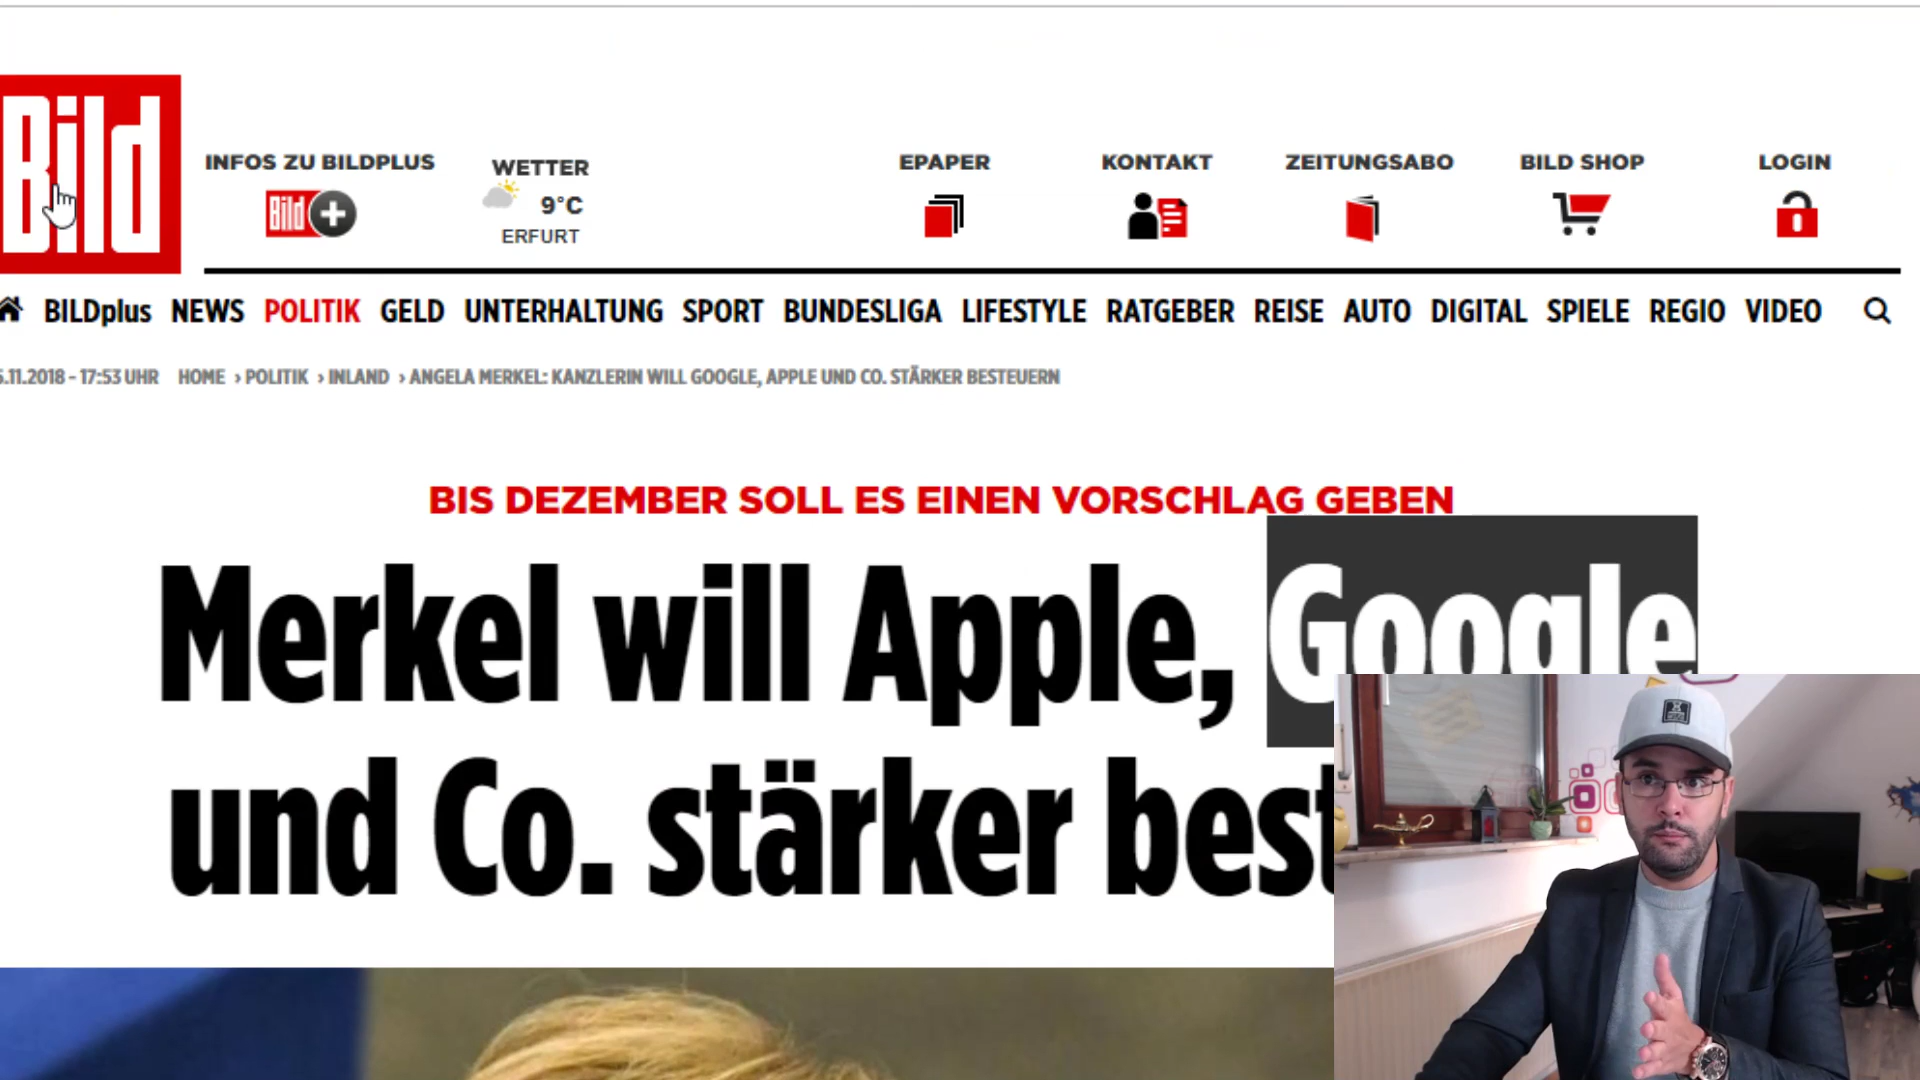 Bild
INFOS ZU BILDPLUS
Bild +
WETTER
9°C
ERFURT
EPAPER
KONTAKT
ZEITUNGSABO
BILD SHOP
LOGIN
BILDplus NEWS POLITIK GELD UNTERHALTUNG SPORT BUNDESLIGA LIFESTYLE RATGEBER REISE AUTO DIGITAL SPIELE REGIO VIDEO
.11.2018 - 17:53 UHR HOME › POLITIK › INLAND › ANGELA MERKEL: KANZLERIN WILL GOOGLE, APPLE UND CO. STÄRKER BESTEUERN
BIS DEZEMBER SOLL ES EINEN VORSCHLAG GEBEN
Merkel will Apple, Google
und Co. stärker best